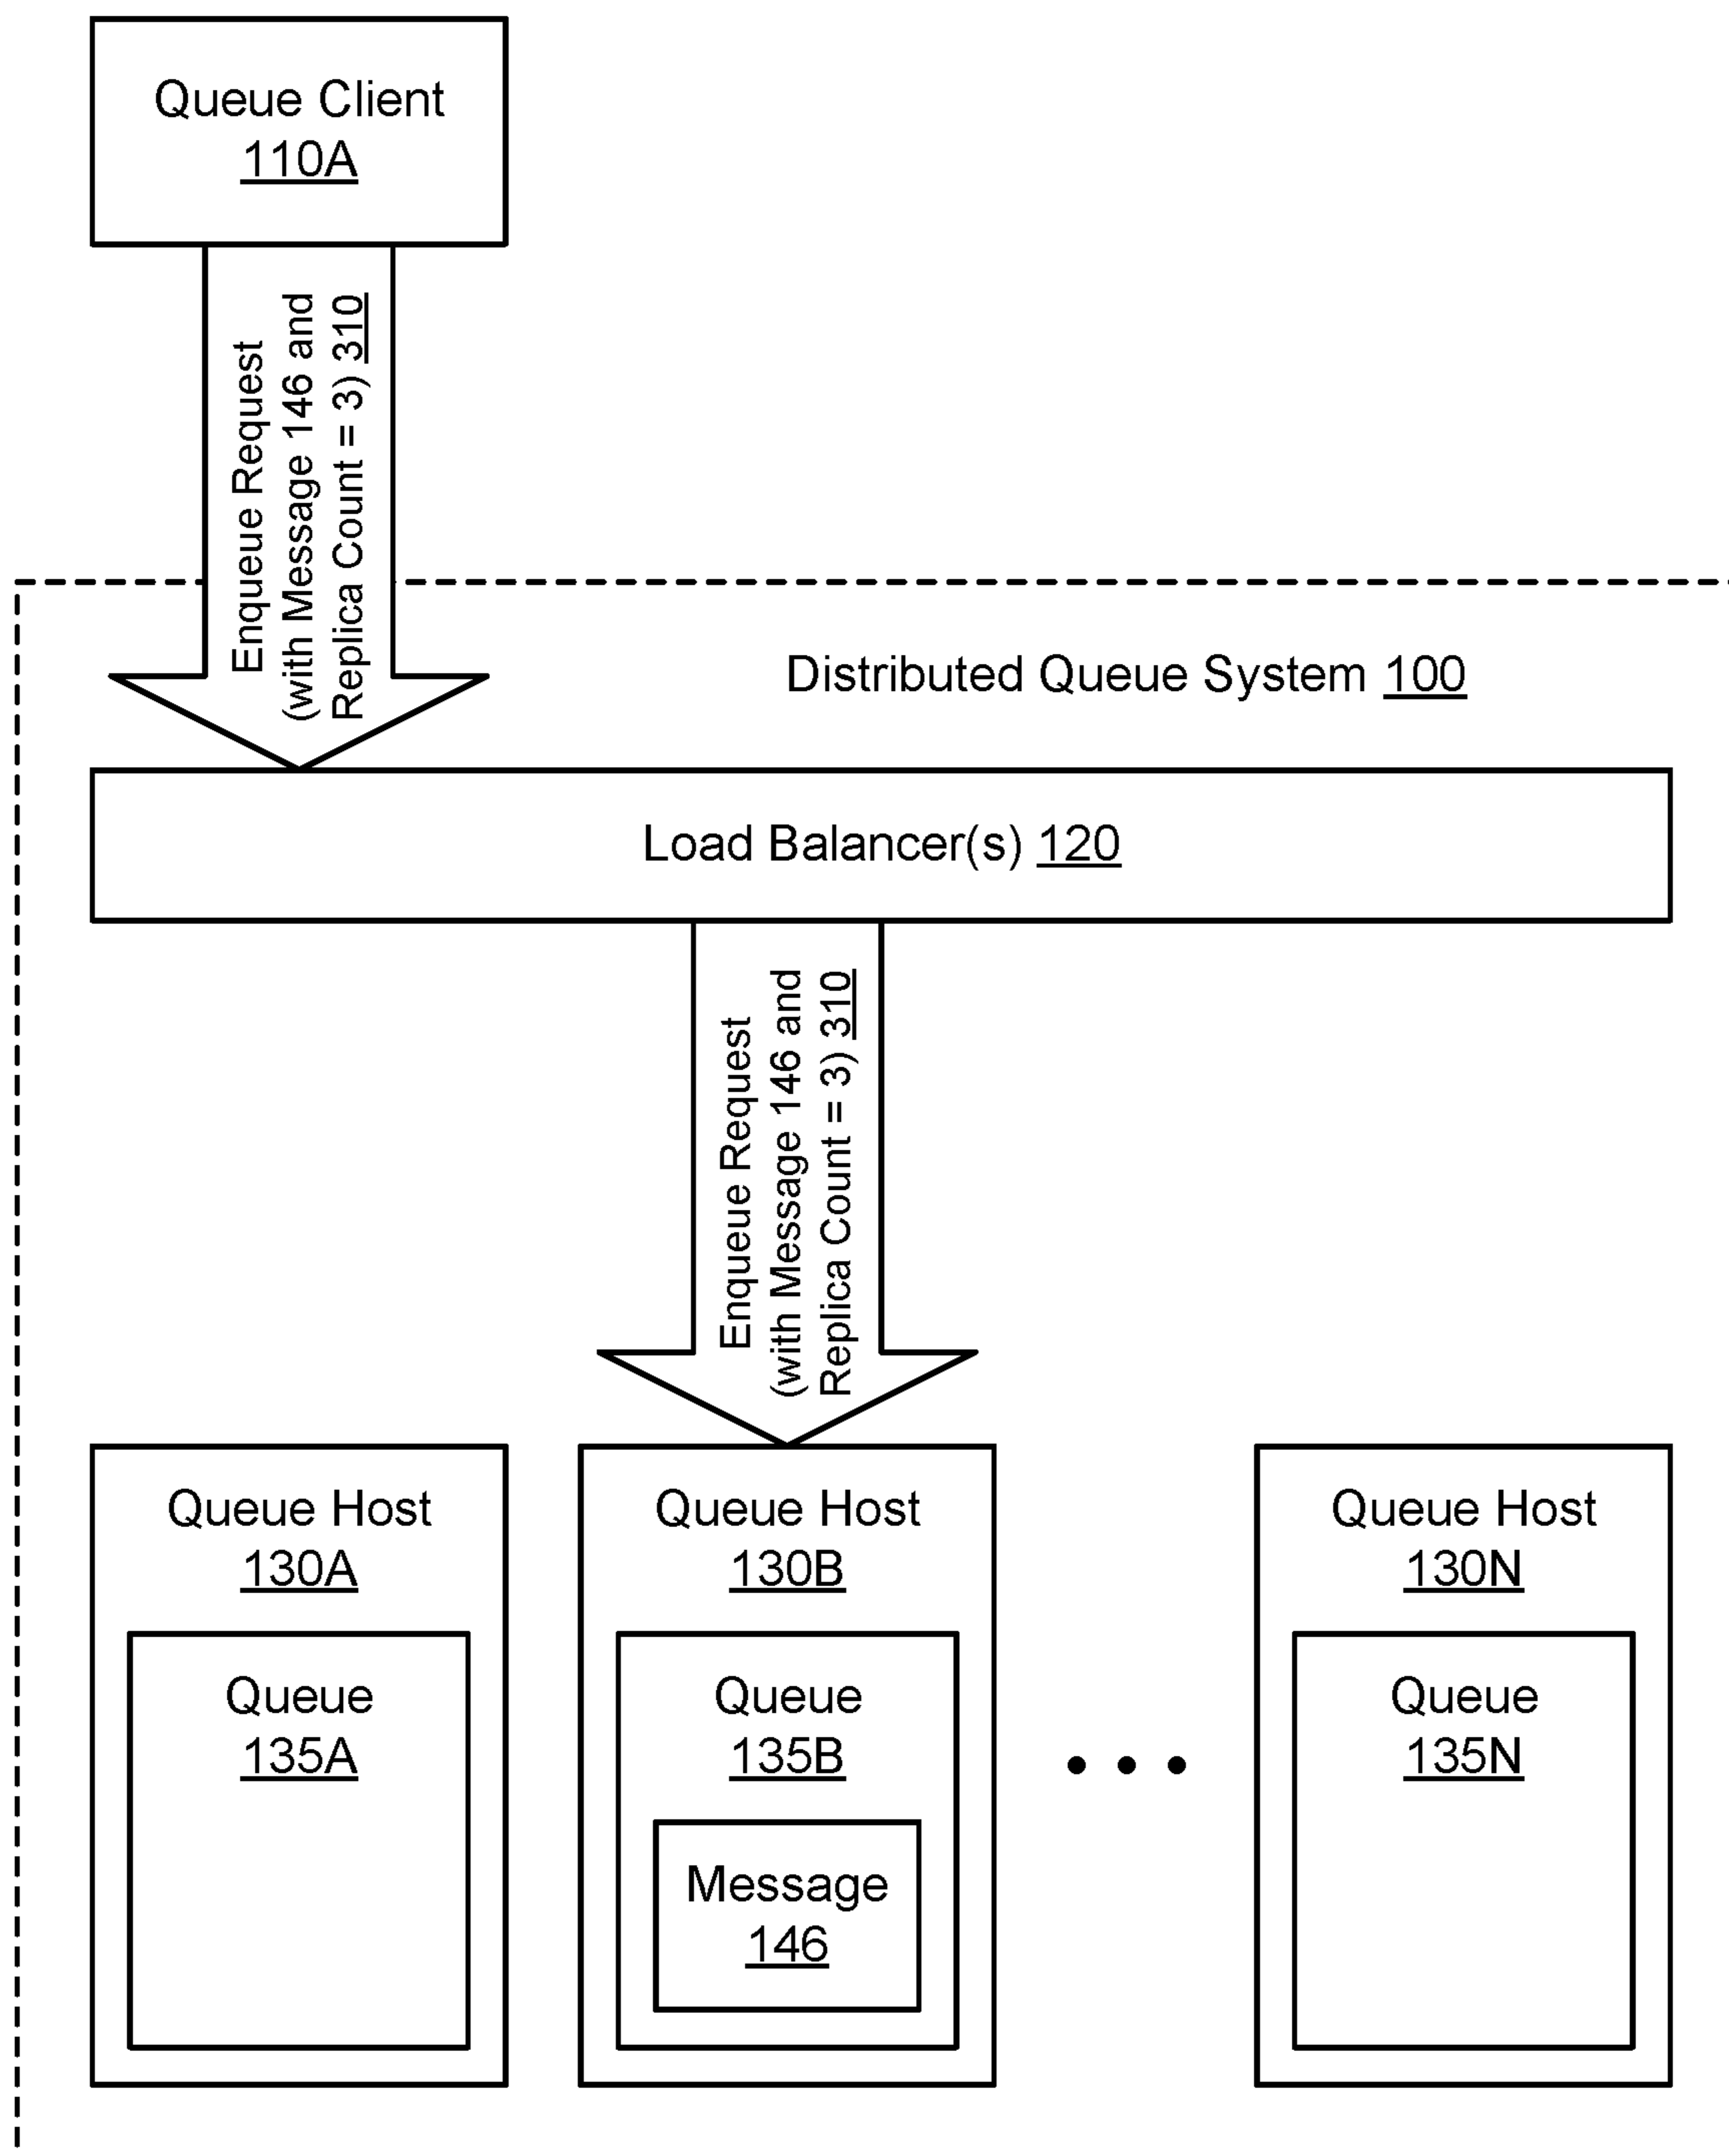 Queue Client
110A
Enqueue Request
(with Message 146 and
Replica Count = 3) 310
Distributed Queue System 100
Load Balancer(s) 120
Enqueue Request
(with Message 146 and
Replica Count = 3) 310
Queue Host
130A
Queue
135A
Queue Host
130B
Queue
135B
Message
146
Queue Host
130N
Queue
135N